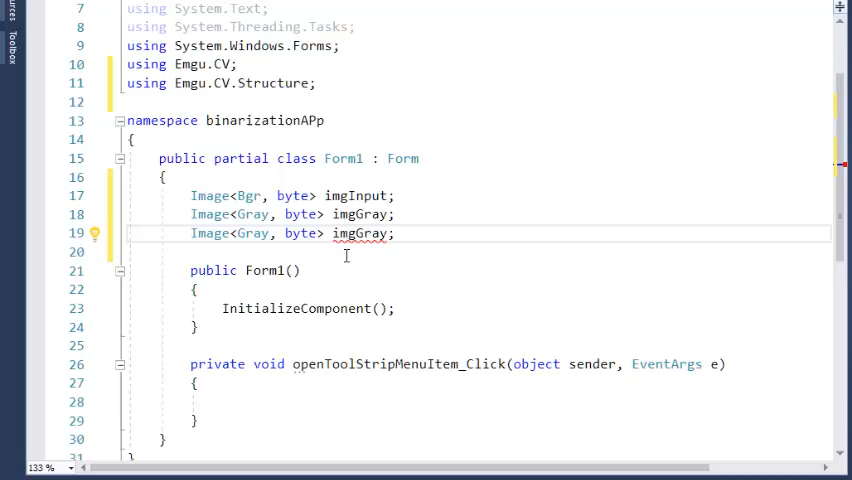 urces
Toolbox
7 using System.Text;
8 using System.Threading.Tasks;
9 using System.Windows.Forms;
10 using Emgu.CV;
11 using Emgu.CV.Structure;
12
13 namespace binarizationAPp
14 {
15 public partial class Form1 : Form
16 {
17 Image<Bgr, byte> imgInput;
18 Image<Gray, byte> imgGray;
19 Image<Gray, byte> imgGray;
20
21 public Form1()
22 {
23 InitializeComponent();
24 }
25
26 private void openToolStripMenuItem_Click(object sender, EventArgs e)
27 {
28
29 }
30 }
31 }
133 %